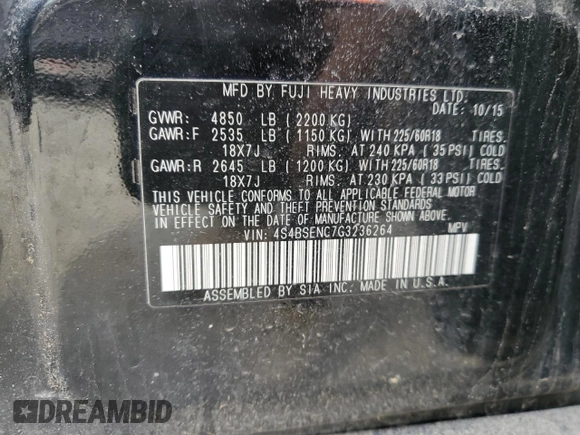 MFD BY FUJI HEAVY INDUSTRIES LTD.
DATE: 10/15
GVWR: 4850 LB (2200 KG)
GAWR:F 2535 LB (1150 KG) WITH 225/60R18 TIRES.
18X7J RIMS. AT 240 KPA (35 PSI) COLD
GAWR:R 2645 LB (1200 KG) WITH 225/60R18 TIRES.
18X7J RIMS. AT 230 KPA (33 PSI) COLD
THIS VEHICLE CONFORMS TO ALL APPLICABLE FEDERAL MOTOR
VEHICLE SAFETY AND THEFT PREVENTION STANDARDS
IN EFFECT ON THE DATE OF MANUFACTURE SHOWN ABOVE.
VIN: 4S4BSENC7G3236264 MPV
ASSEMBLED BY SIA INC. MADE IN U.S.A.
DREAMBID